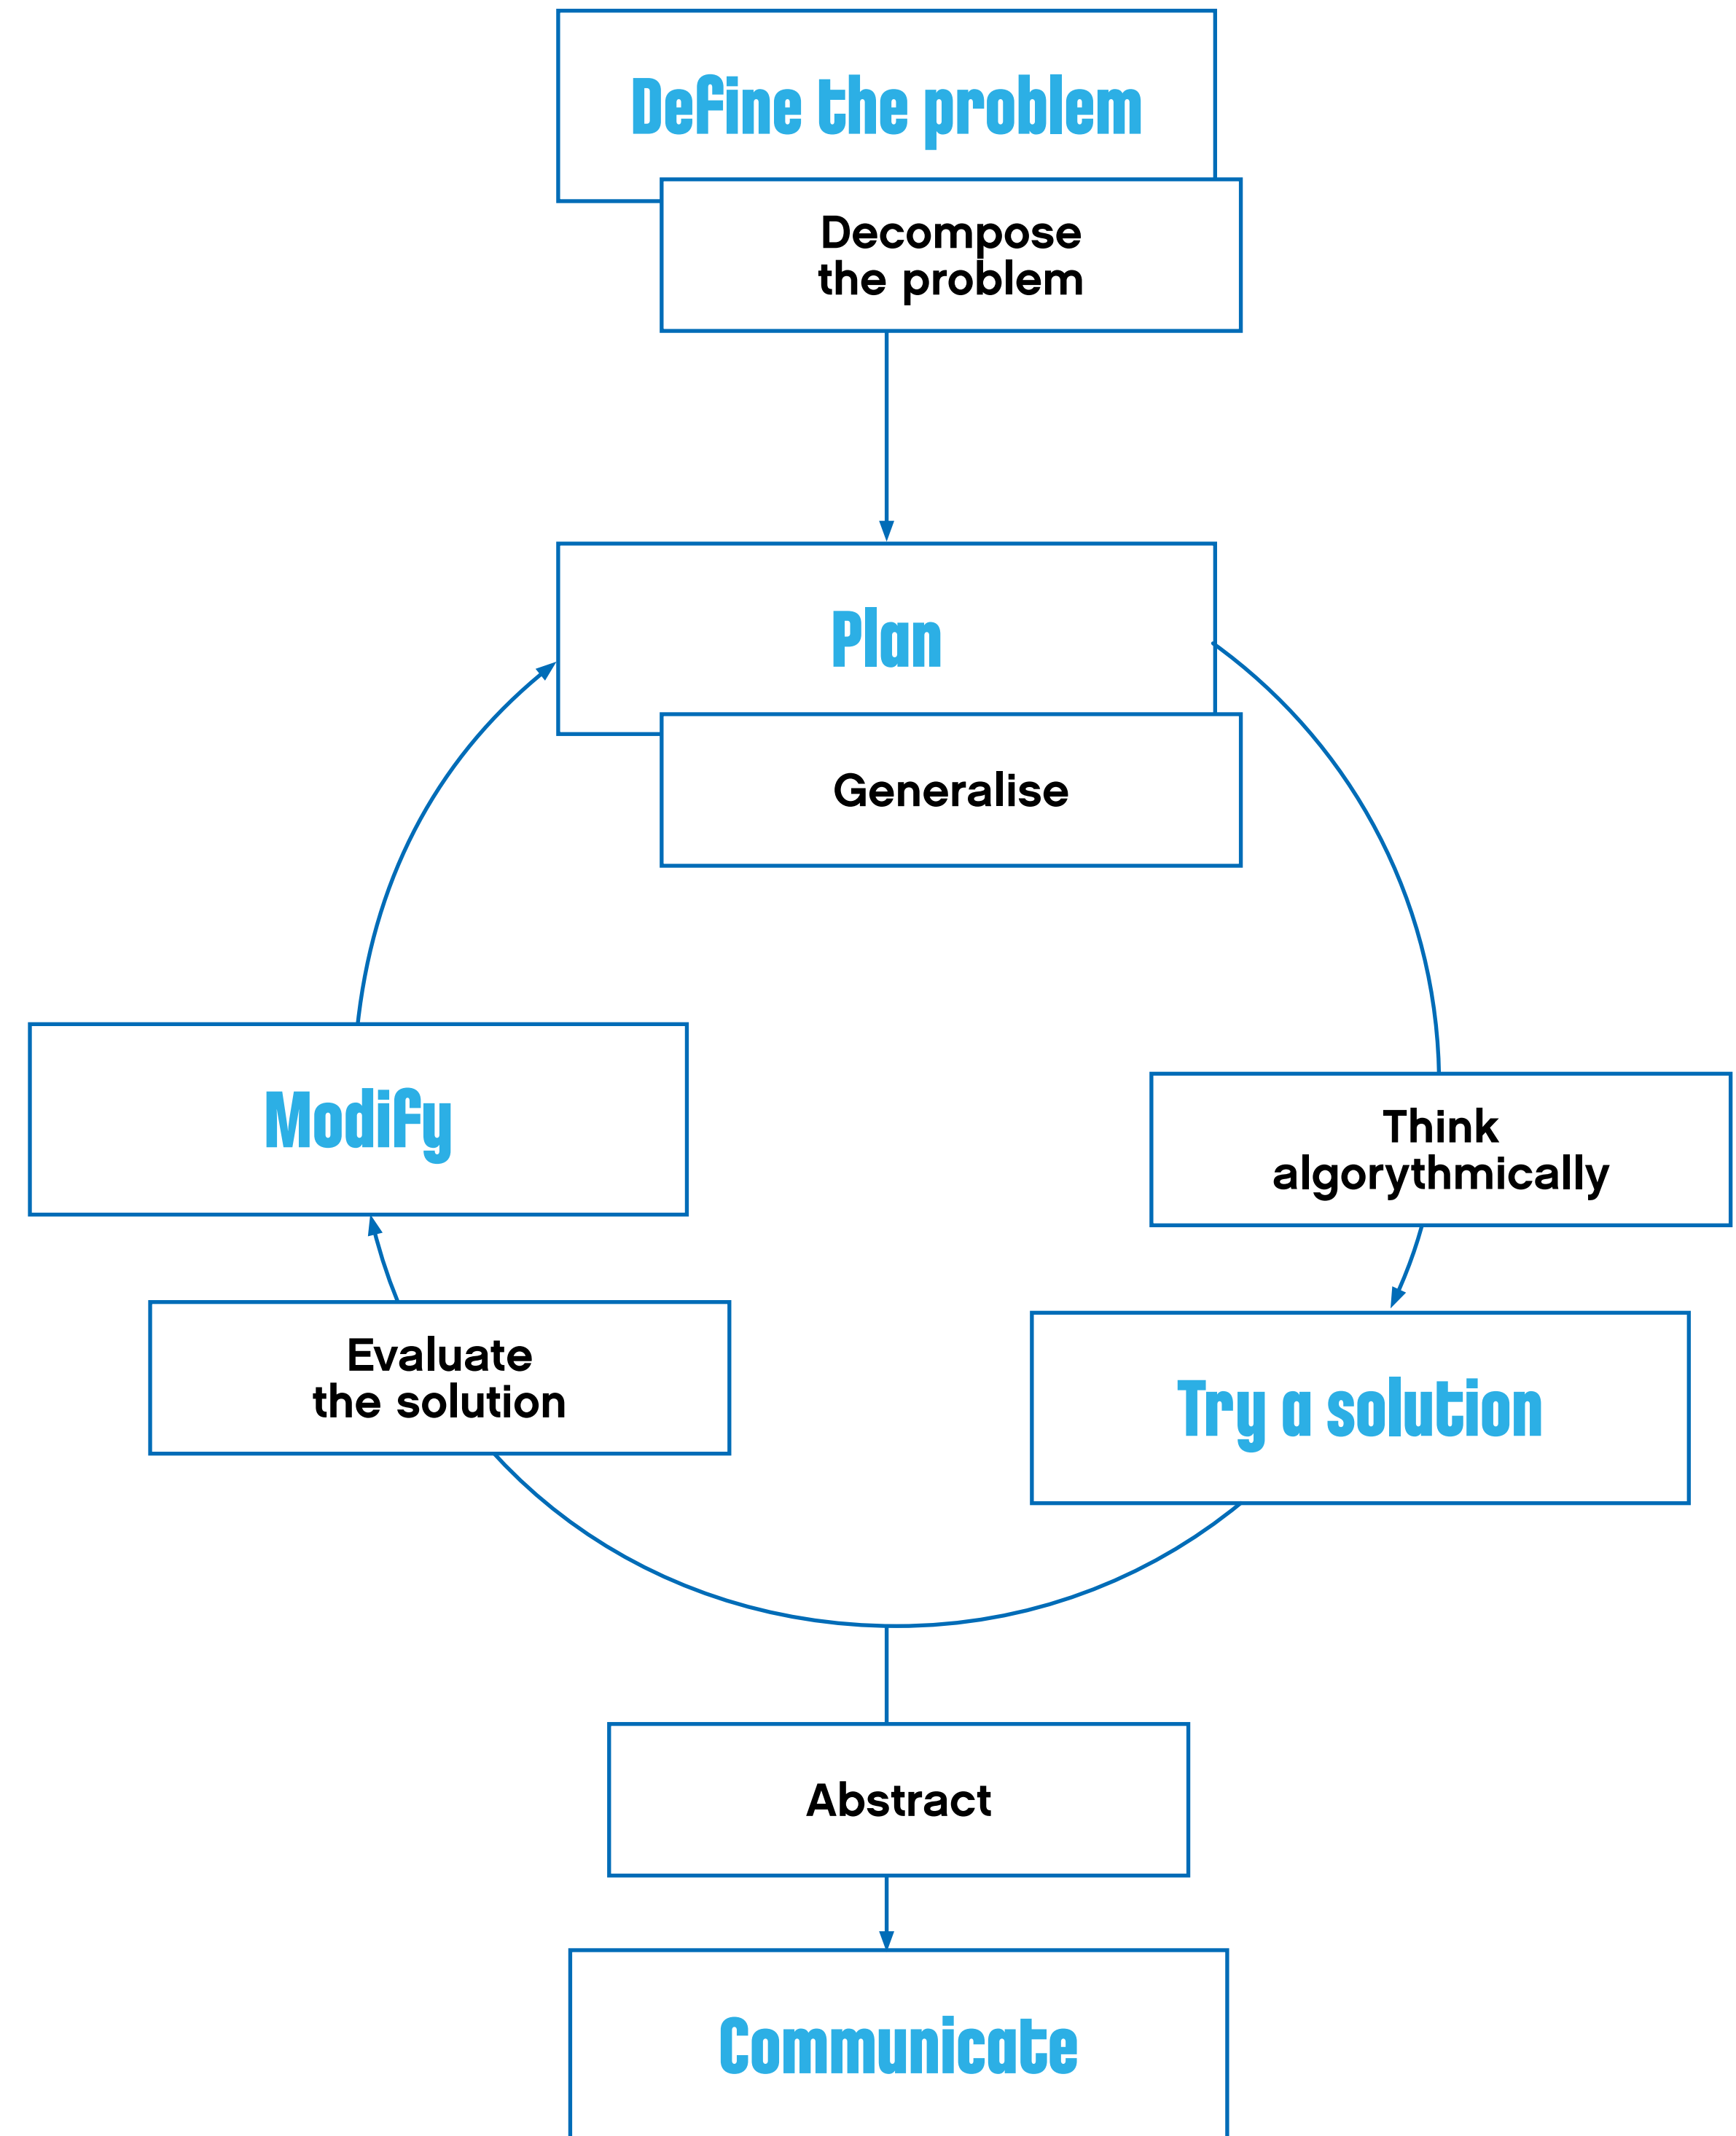 Define the problem
Decompose
the problem
Plan
Generalise
Modify
Think
algorythmically
Evaluate
the solution
Try a solution
Abstract
Communicate